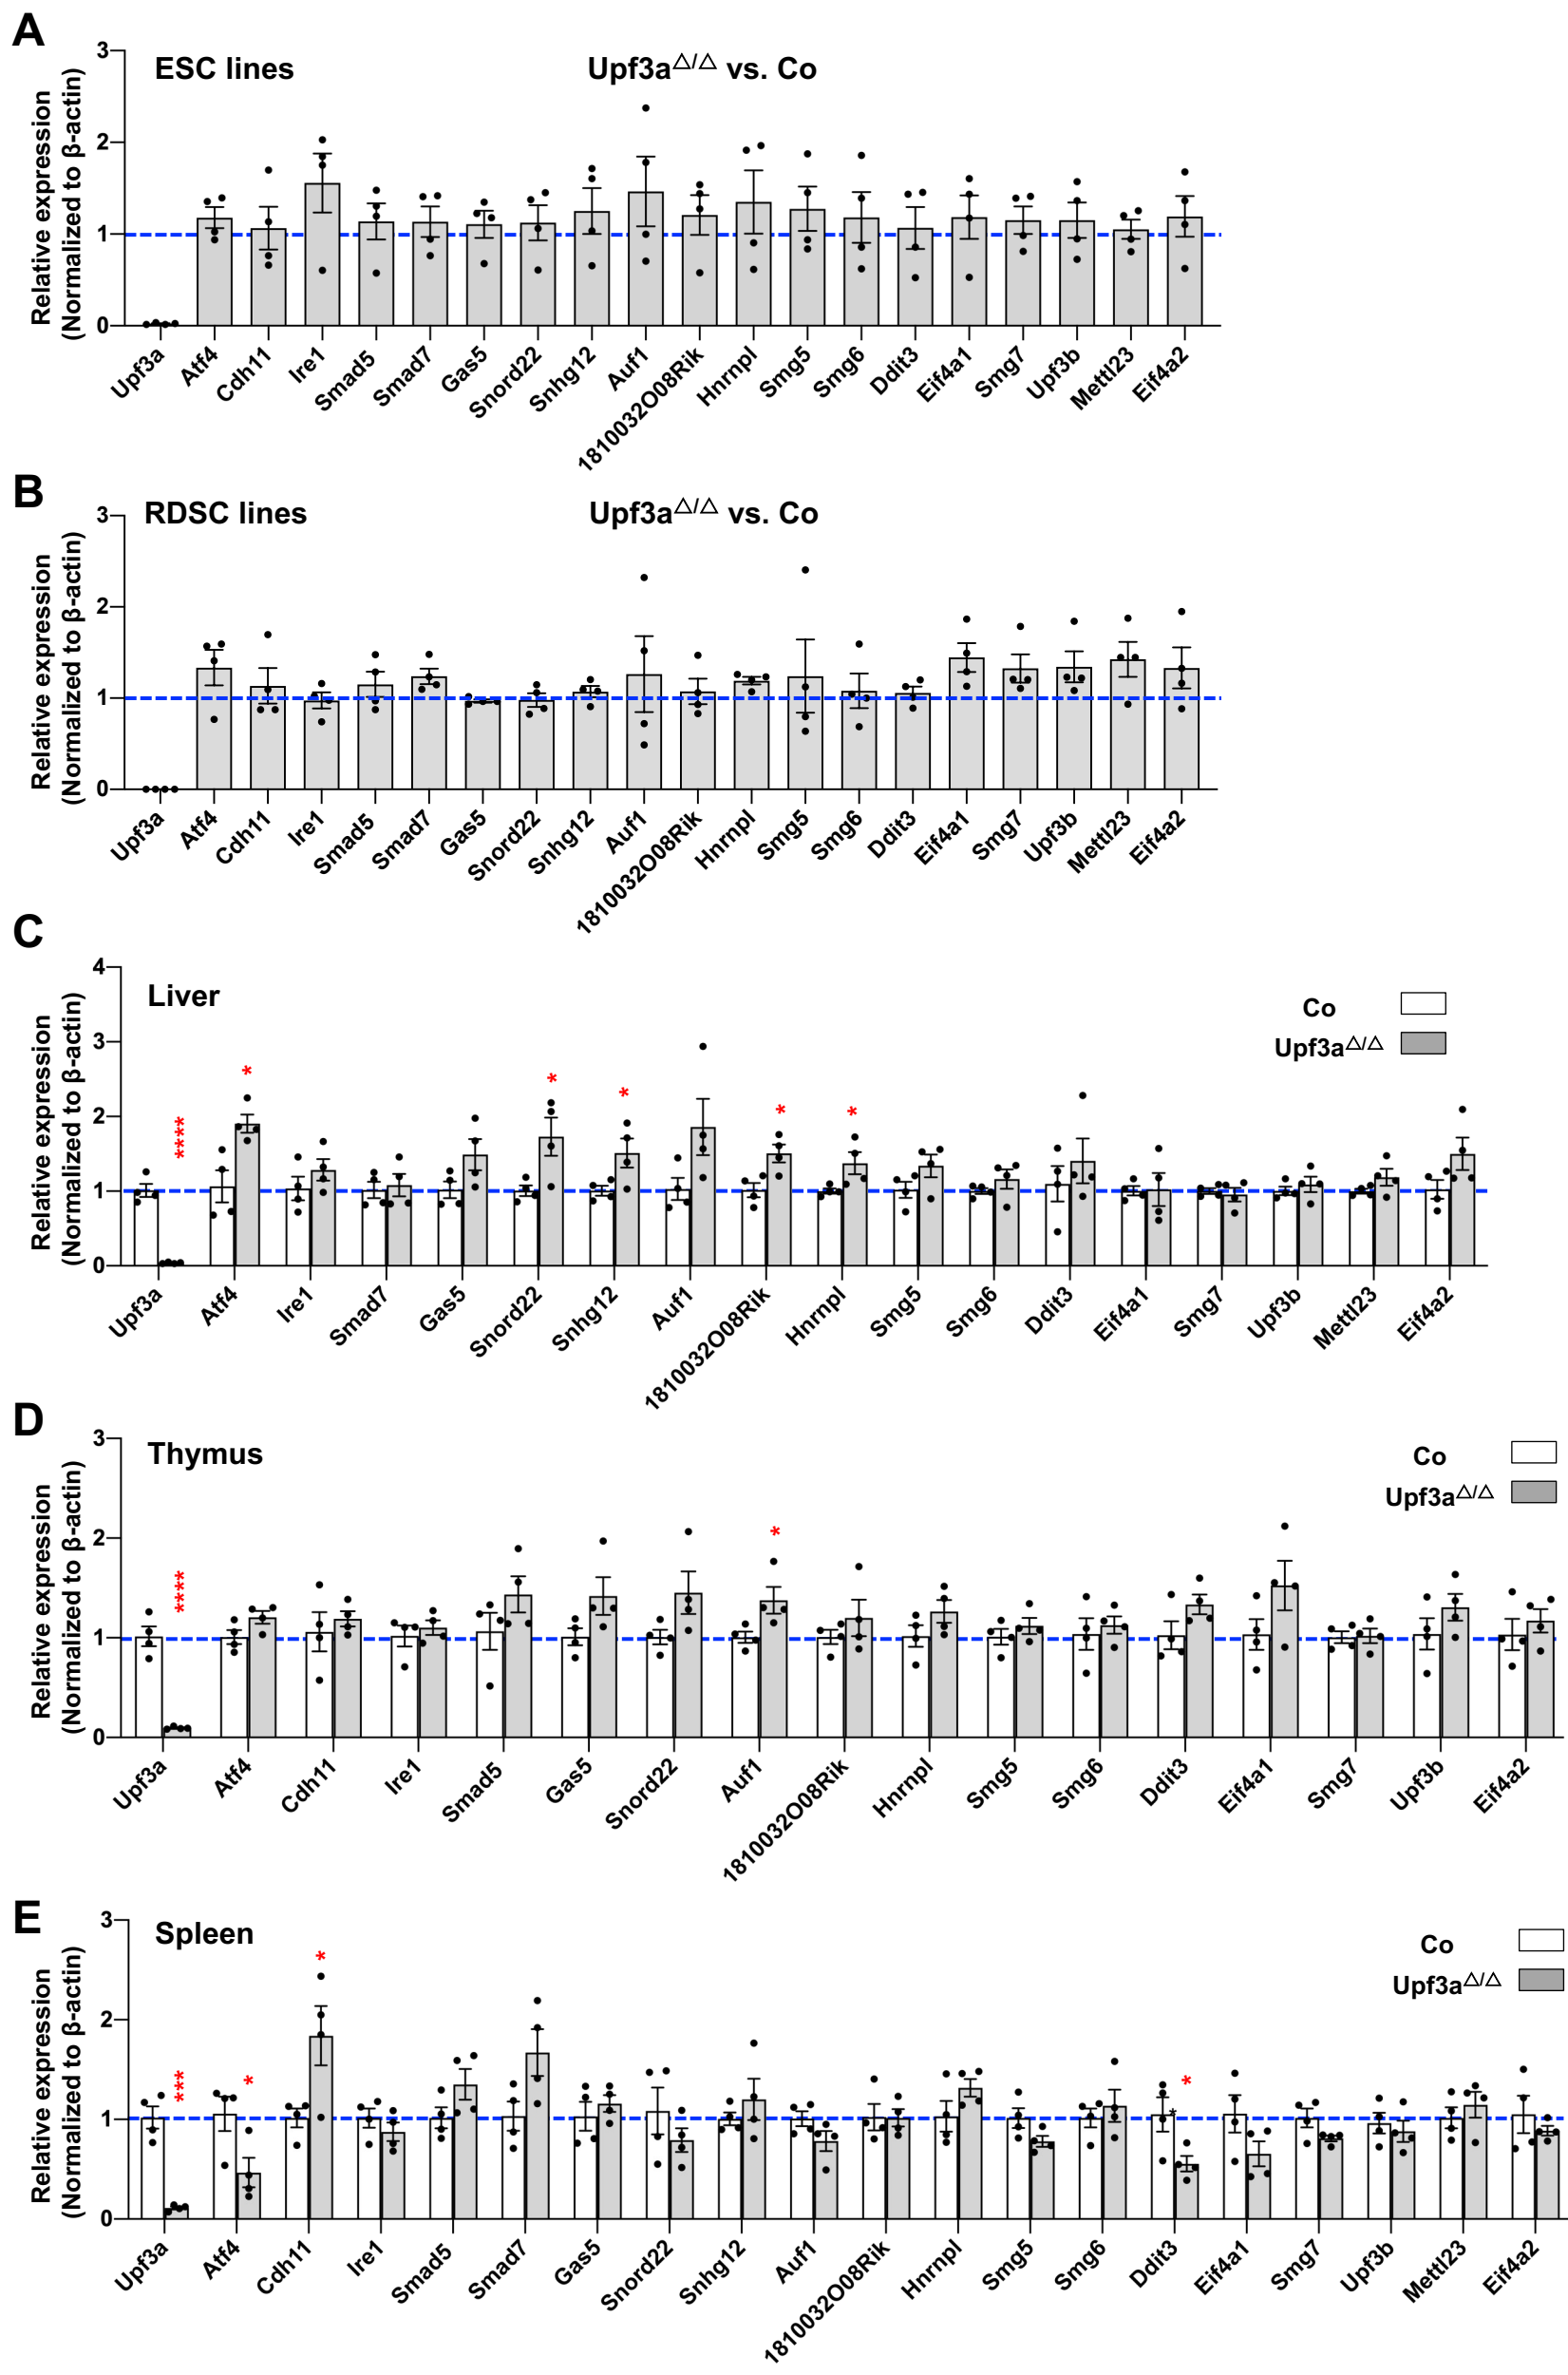 A
ESC lines
Upf3a△/△ vs. Co
Relative expression
(Normalized to β-actin)
3
2
1
0
Upf3a
Atf4
Cdh11
Ire1
Smad5
Smad7
Gas5
Snord22
Snhg12
Auf1
1810032O08Rik
Hnrnpl
Smg5
Smg6
Ddit3
Eif4a1
Smg7
Upf3b
Mettl23
Eif4a2
B
RDSC lines
Upf3a△/△ vs. Co
Relative expression
(Normalized to β-actin)
3
2
1
0
Upf3a
Atf4
Cdh11
Ire1
Smad5
Smad7
Gas5
Snord22
Snhg12
Auf1
1810032O08Rik
Hnrnpl
Smg5
Smg6
Ddit3
Eif4a1
Smg7
Upf3b
Mettl23
Eif4a2
C
Liver
Co
Upf3a△/△
Relative expression
(Normalized to β-actin)
4
3
2
1
0
****
*
*
*
*
*
Upf3a
Atf4
Ire1
Smad7
Gas5
Snord22
Snhg12
Auf1
1810032O08Rik
Hnrnpl
Smg5
Smg6
Ddit3
Eif4a1
Smg7
Upf3b
Mettl23
Eif4a2
D
Thymus
Co
Upf3a△/△
Relative expression
(Normalized to β-actin)
3
2
1
0
****
*
Upf3a
Atf4
Cdh11
Ire1
Smad5
Gas5
Snord22
Auf1
1810032O08Rik
Hnrnpl
Smg5
Smg6
Ddit3
Eif4a1
Smg7
Upf3b
Eif4a2
E
Spleen
Co
Upf3a△/△
Relative expression
(Normalized to β-actin)
3
2
1
0
***
*
*
*
*
Upf3a
Atf4
Cdh11
Ire1
Smad5
Smad7
Gas5
Snord22
Snhg12
Auf1
1810032O08Rik
Hnrnpl
Smg5
Smg6
Ddit3
Eif4a1
Smg7
Upf3b
Mettl23
Eif4a2